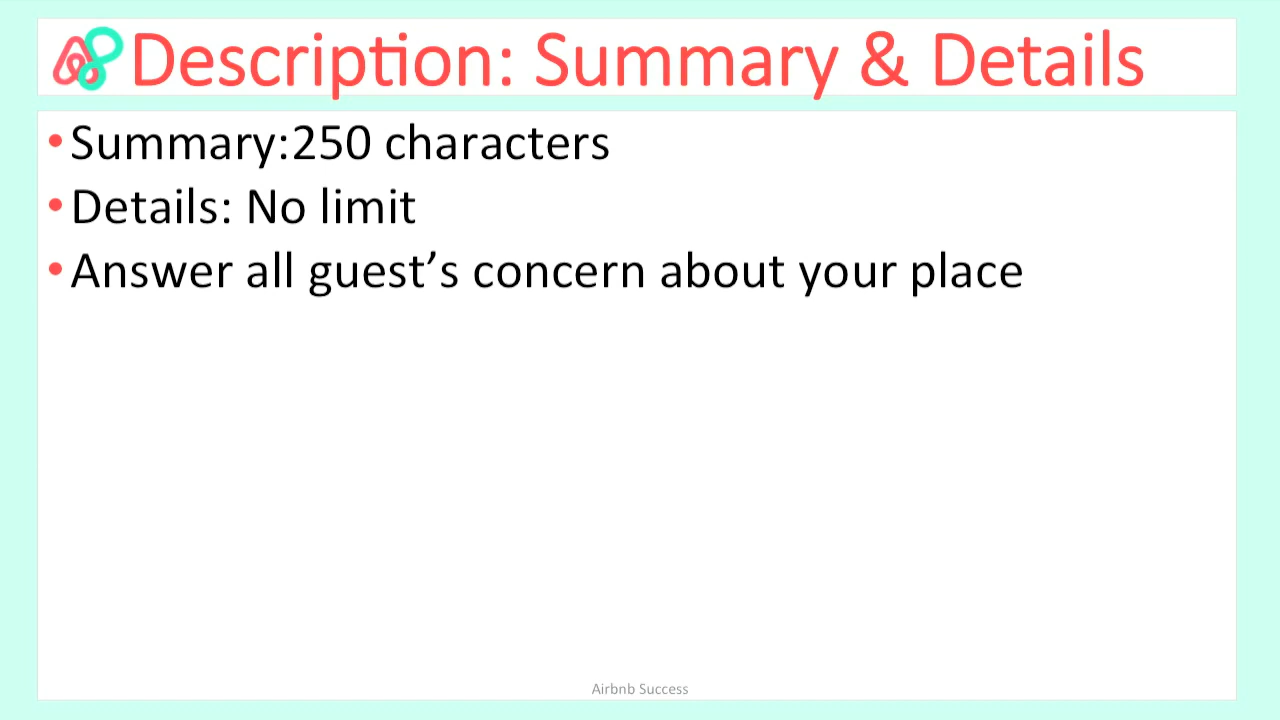 Description: Summary & Details
•Summary:250 characters
•Details: No limit
•Answer all guest’s concern about your place
Airbnb Success